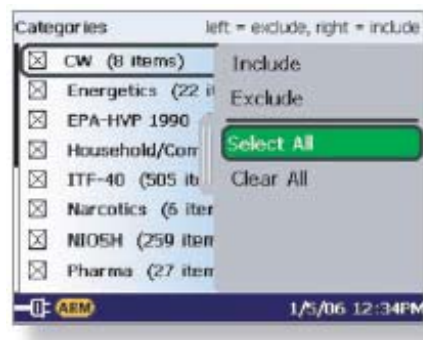 Categories left = exclude, right = include
CW (8 items)
Energetics (22 i
EPA-HVP 1990
Household/Com
ITF-40 (505 it
Narcotics (6 iter
NIOSH (259 item
Pharma (27 item
Include
Exclude
Select All
Clear All
ARM 1/5/06 12:34PM